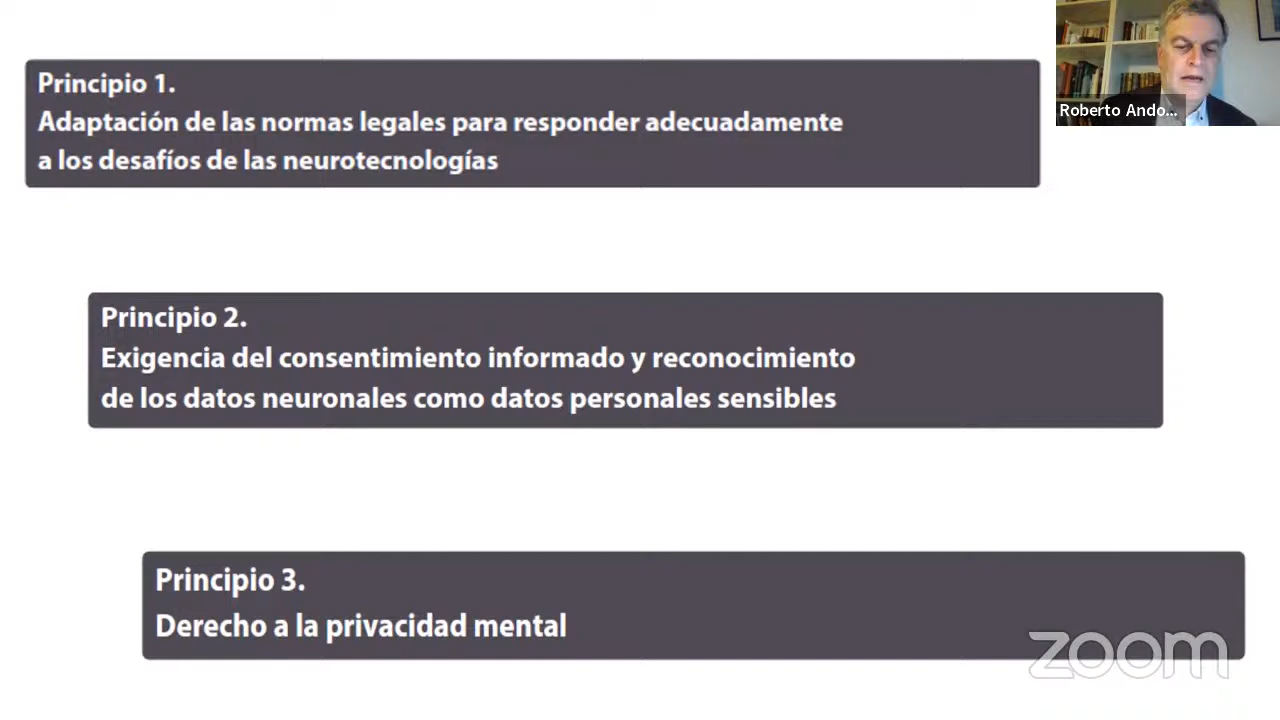 Principio 1.
Adaptación de las normas legales para responder adecuadamente
a los desafíos de las neurotecnologías
Roberto Ando...
Principio 2.
Exigencia del consentimiento informado y reconocimiento
de los datos neuronales como datos personales sensibles
Principio 3.
Derecho a la privacidad mental
zoom